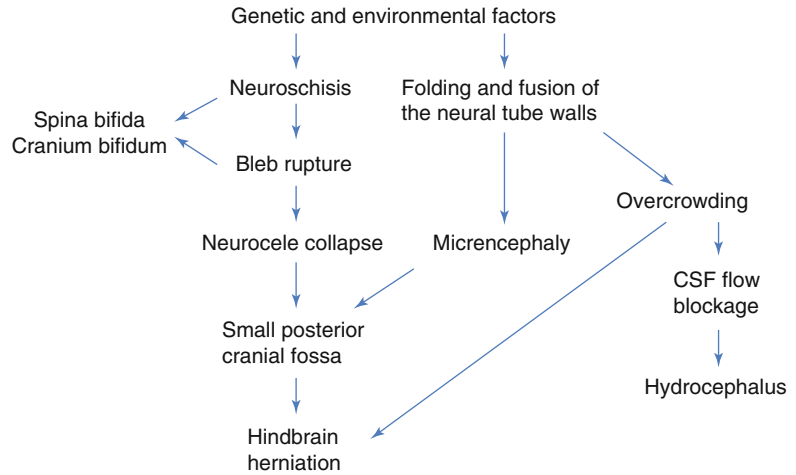 Genetic and environmental factors
Neuroschisis
Folding and fusion of
the neural tube walls
Spina bifida
Cranium bifidum
Bleb rupture
Overcrowding
Neurocele collapse
Micrencephaly
CSF flow
blockage
Small posterior
cranial fossa
Hydrocephalus
Hindbrain
herniation